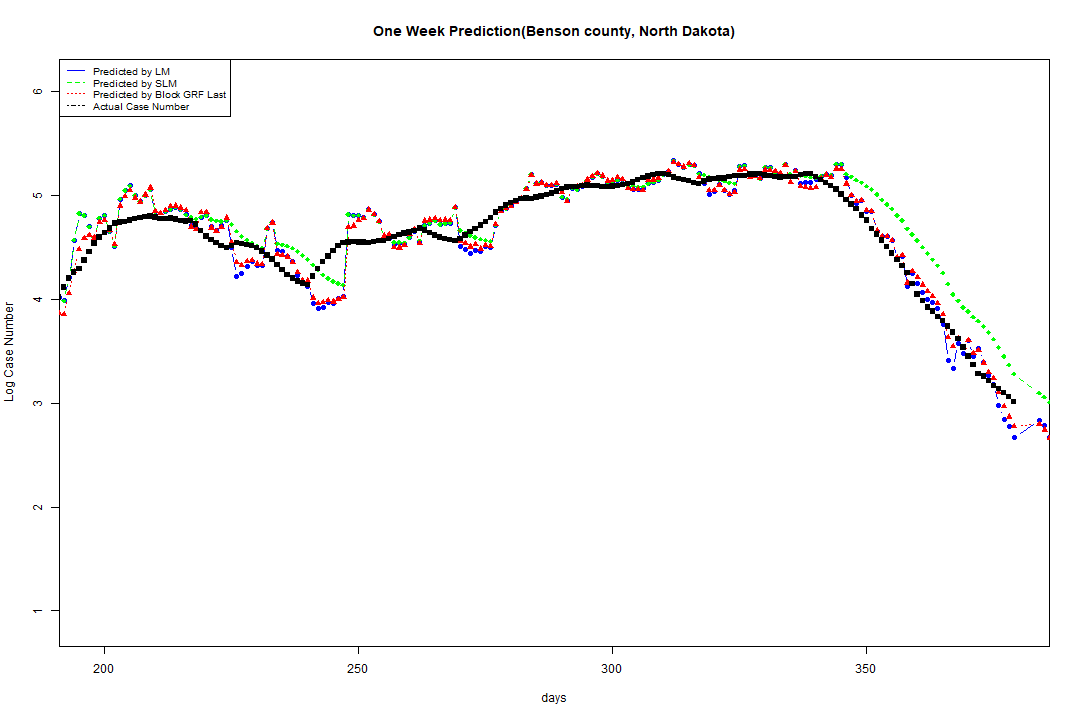 One Week Prediction(Benson county, North Dakota)
Predicted by LM
Predicted by SLM
Predicted by Block GRF Last
Actual Case Number
6
5
4
3
2
1
Log Case Number
200 250 300 350
days